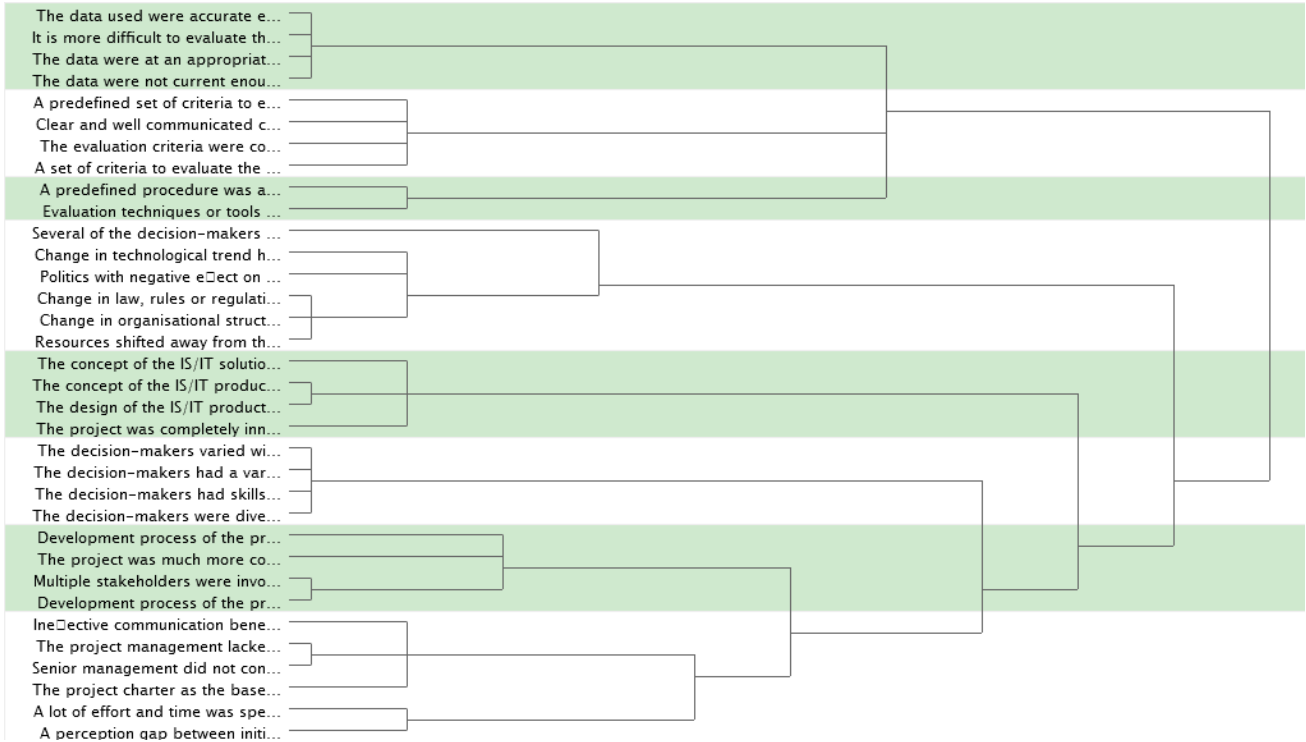 The data used were accurate e...
It is more difficult to evaluate th...
The data were at an appropriat...
The data were not current enou...
A predefined set of criteria to e...
Clear and well communicated c...
The evaluation criteria were co...
A set of criteria to evaluate the ...
A predefined procedure was a...
Evaluation techniques or tools ...
Several of the decision-makers ...
Change in technological trend h...
Politics with negative e□ect on ...
Change in law, rules or regulati...
Change in organisational struct...
Resources shifted away from th...
The concept of the IS/IT solutio...
The concept of the IS/IT produc...
The design of the IS/IT product...
The project was completely inn...
The decision-makers varied wi...
The decision-makers had a var...
The decision-makers had skills...
The decision-makers were dive...
Development process of the pr...
The project was much more co...
Multiple stakeholders were invo...
Development process of the pr...
Ine□ective communication bene...
The project management lacke...
Senior management did not con...
The project charter as the base...
A lot of effort and time was spe...
A perception gap between initi...